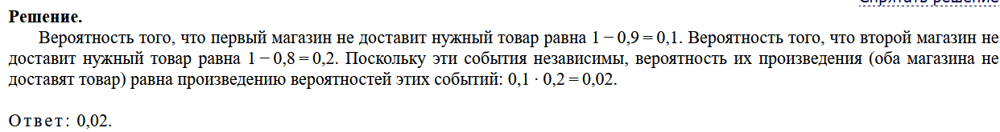 Спрятать решение
Решение.
Вероятность того, что первый магазин не доставит нужный товар равна 1 − 0,9 = 0,1. Вероятность того, что второй магазин не
доставит нужный товар равна 1 − 0,8 = 0,2. Поскольку эти события независимы, вероятность их произведения (оба магазина не
доставят товар) равна произведению вероятностей этих событий: 0,1 · 0,2 = 0,02.
Ответ: 0,02.